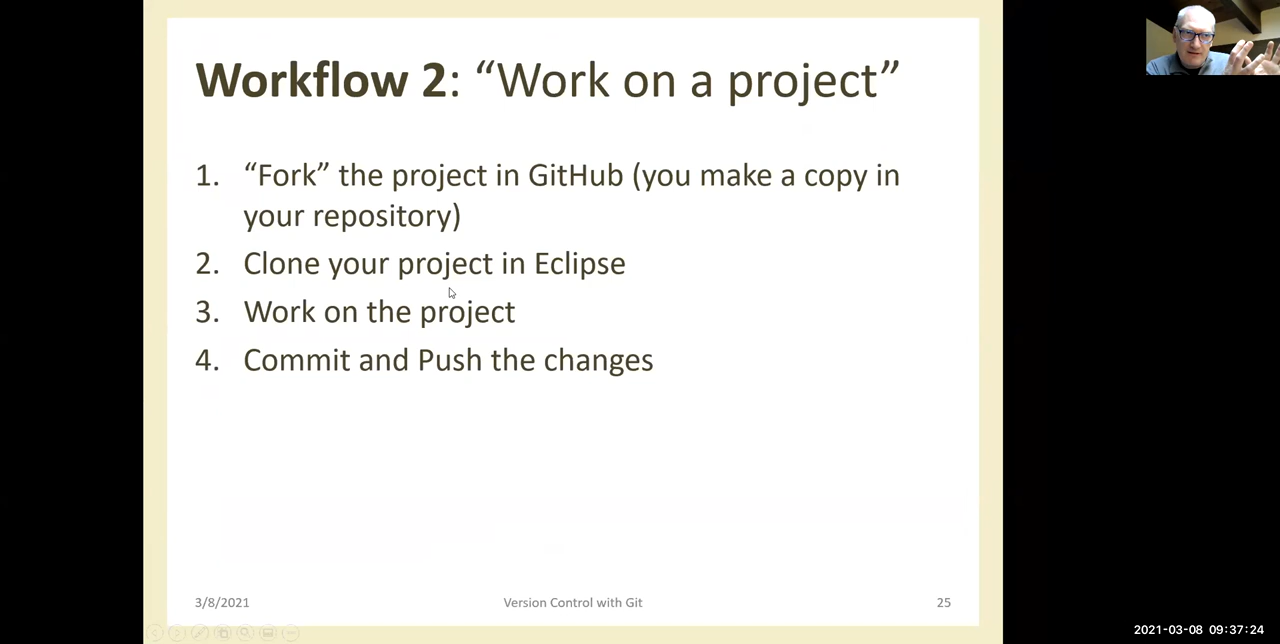 Workflow 2: “Work on a project”
1. “Fork” the project in GitHub (you make a copy in
your repository)
2. Clone your project in Eclipse
3. Work on the project
4. Commit and Push the changes
3/8/2021 Version Control with Git 25
2021-03-08 09:37:24